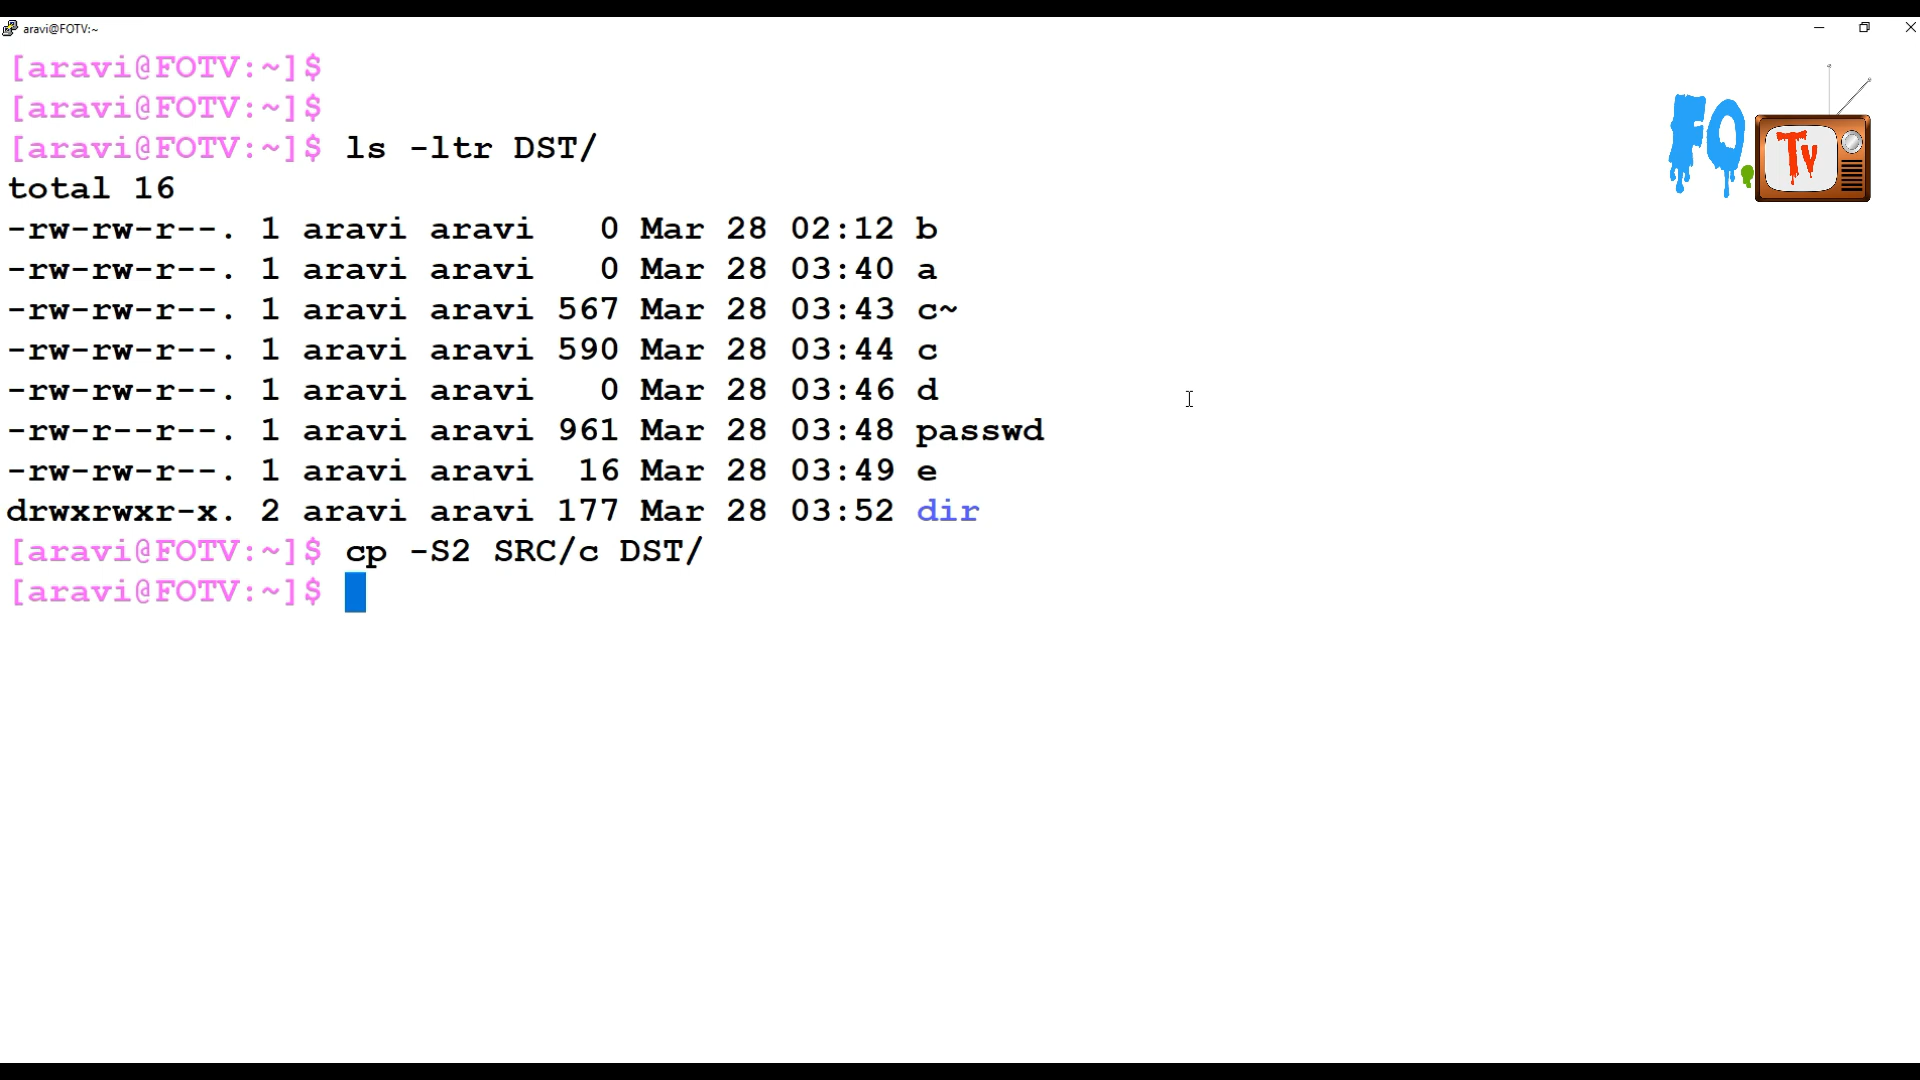 aravi@FOTV:~
[aravi@FOTV:~]$
[aravi@FOTV:~]$
[aravi@FOTV:~]$ ls -ltr DST/
total 16
-rw-rw-r--. 1 aravi aravi   0 Mar 28 02:12 b
-rw-rw-r--. 1 aravi aravi   0 Mar 28 03:40 a
-rw-rw-r--. 1 aravi aravi 567 Mar 28 03:43 c~
-rw-rw-r--. 1 aravi aravi 590 Mar 28 03:44 c
-rw-rw-r--. 1 aravi aravi   0 Mar 28 03:46 d
-rw-r--r--. 1 aravi aravi 961 Mar 28 03:48 passwd
-rw-rw-r--. 1 aravi aravi  16 Mar 28 03:49 e
drwxrwxr-x. 2 aravi aravi 177 Mar 28 03:52 dir
[aravi@FOTV:~]$ cp -S2 SRC/c DST/
[aravi@FOTV:~]$
FO.Tv